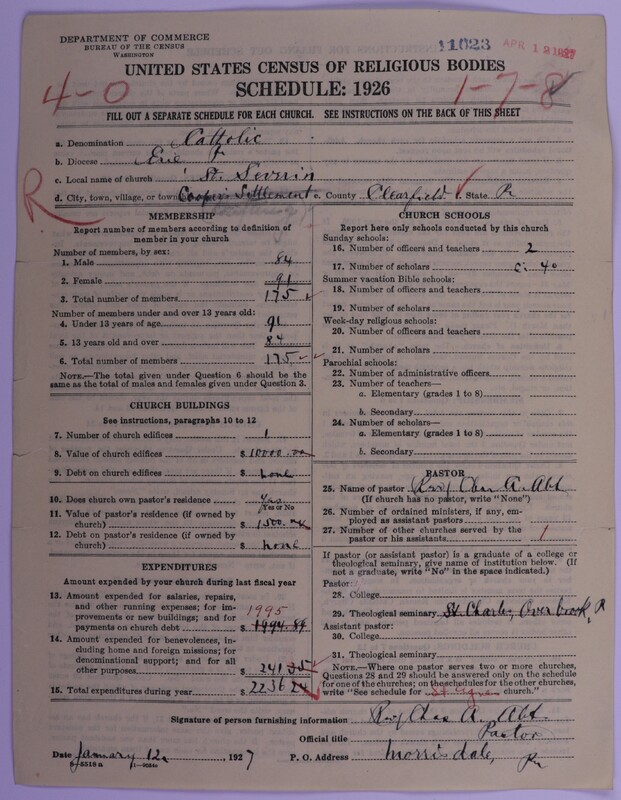 DEPARTMENT OF COMMERCE
BUREAU OF THE CENSUS
WASHINGTON
11023 APR 12 1927
UNITED STATES CENSUS OF RELIGIOUS BODIES
SCHEDULE: 1926
4-0
1-7-8
FILL OUT A SEPARATE SCHEDULE FOR EACH CHURCH. SEE INSTRUCTIONS ON THE BACK OF THIS SHEET
a. Denomination Catholic
b. Diocese Erie
c. Local name of church St. Severin
R
d. City, town, village, or town Cooper Settlement e. County Clearfield f. State Pa
MEMBERSHIP
Report number of members according to definition of
member in your church
Number of members, by sex:
1. Male 84
2. Female 91
3. Total number of members 175
Number of members under and over 13 years old:
4. Under 13 years of age 91
5. 13 years old and over 84
6. Total number of members 175
NOTE.—The total given under Question 6 should be
the same as the total of males and females given under Question 3.
CHURCH BUILDINGS
See instructions, paragraphs 10 to 12
7. Number of church edifices 1
8. Value of church edifices $ 10000.
9. Debt on church edifices $ none
10. Does church own pastor's residence Yes
Yes or No
11. Value of pastor's residence (if owned by
church) $ 1500.
12. Debt on pastor's residence (if owned by
church) $ none
EXPENDITURES
Amount expended by your church during last fiscal year
13. Amount expended for salaries, repairs,
and other running expenses; for im-
provements or new buildings; and for
payments on church debt 1995 $ 1994.89
14. Amount expended for benevolences,
including home and foreign missions; for
denominational support; and for all
other purposes $ 241 35
15. Total expenditures during year $ 2236 24
CHURCH SCHOOLS
Report here only schools conducted by this church
Sunday schools:
16. Number of officers and teachers 2
17. Number of scholars 40
Summer vacation Bible schools:
18. Number of officers and teachers
19. Number of scholars
Week-day religious schools:
20. Number of officers and teachers
21. Number of scholars
Parochial schools:
22. Number of administrative officers
23. Number of teachers—
a. Elementary (grades 1 to 8)
b. Secondary
24. Number of scholars—
a. Elementary (grades 1 to 8)
b. Secondary
PASTOR
25. Name of pastor Rev. Chas A. Abt
(If church has no pastor, write "None")
26. Number of ordained ministers, if any, em-
ployed as assistant pastors
27. Number of other churches served by the
pastor or his assistants 1
If pastor (or assistant pastor) is a graduate of a college or
theological seminary, give name of institution below. (If
not a graduate, write "No" in the space indicated.)
Pastor:
28. College
29. Theological seminary St Charles, Overbrook, Pa
Assistant pastor:
30. College
31. Theological seminary
NOTE.—Where one pastor serves two or more churches,
Questions 28 and 29 should be answered only on the schedule
for one of the churches; on the schedules for the other churches,
write "See schedule for St Agnes church."
Signature of person furnishing information Rev Chas A. Abt
Official title Pastor
Date January 12, 1927 P. O. Address Morrisdale, Pa
8-5518a